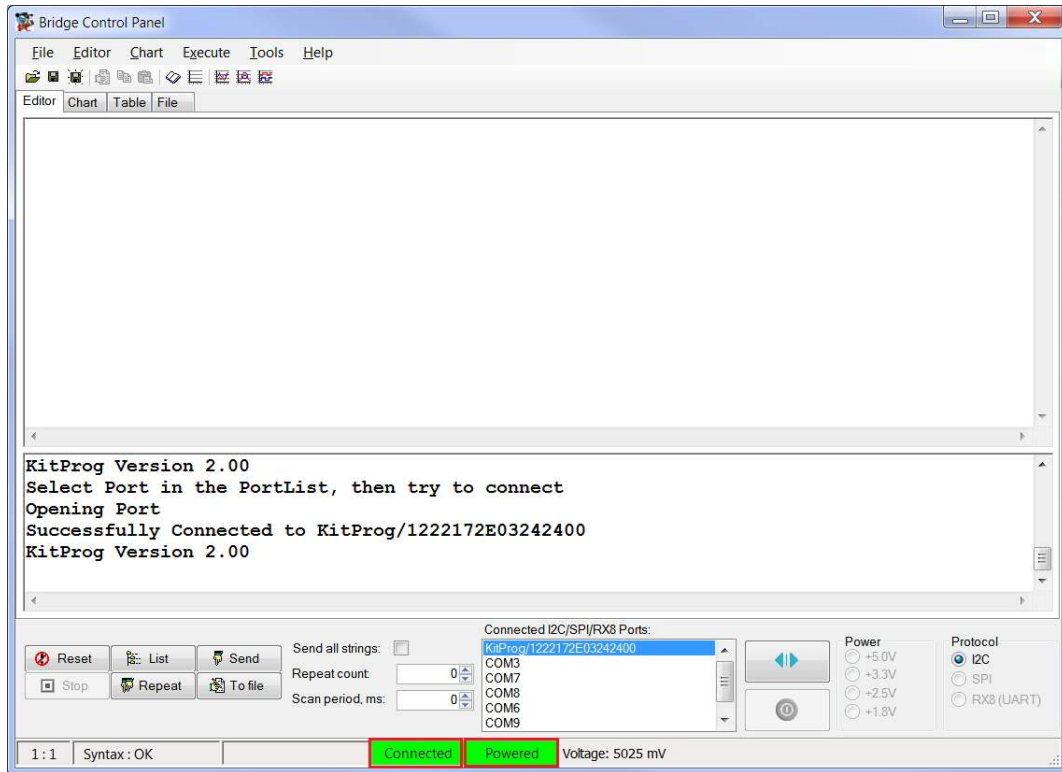 Bridge Control Panel
File Editor Chart Execute Tools Help
Editor Chart Table File
KitProg Version 2.00
Select Port in the PortList, then try to connect
Opening Port
Successfully Connected to KitProg/1222172E03242400
KitProg Version 2.00
Connected I2C/SPI/RX8 Ports:
Reset List Send
Stop Repeat To file
Send all strings:
Repeat count: 0
Scan period, ms: 0
KitProg/1222172E03242400
COM3
COM7
COM8
COM6
COM9
Power
+5.0V
+3.3V
+2.5V
+1.8V
Protocol
I2C
SPI
RX8 (UART)
1:1 Syntax : OK Connected Powered Voltage: 5025 mV